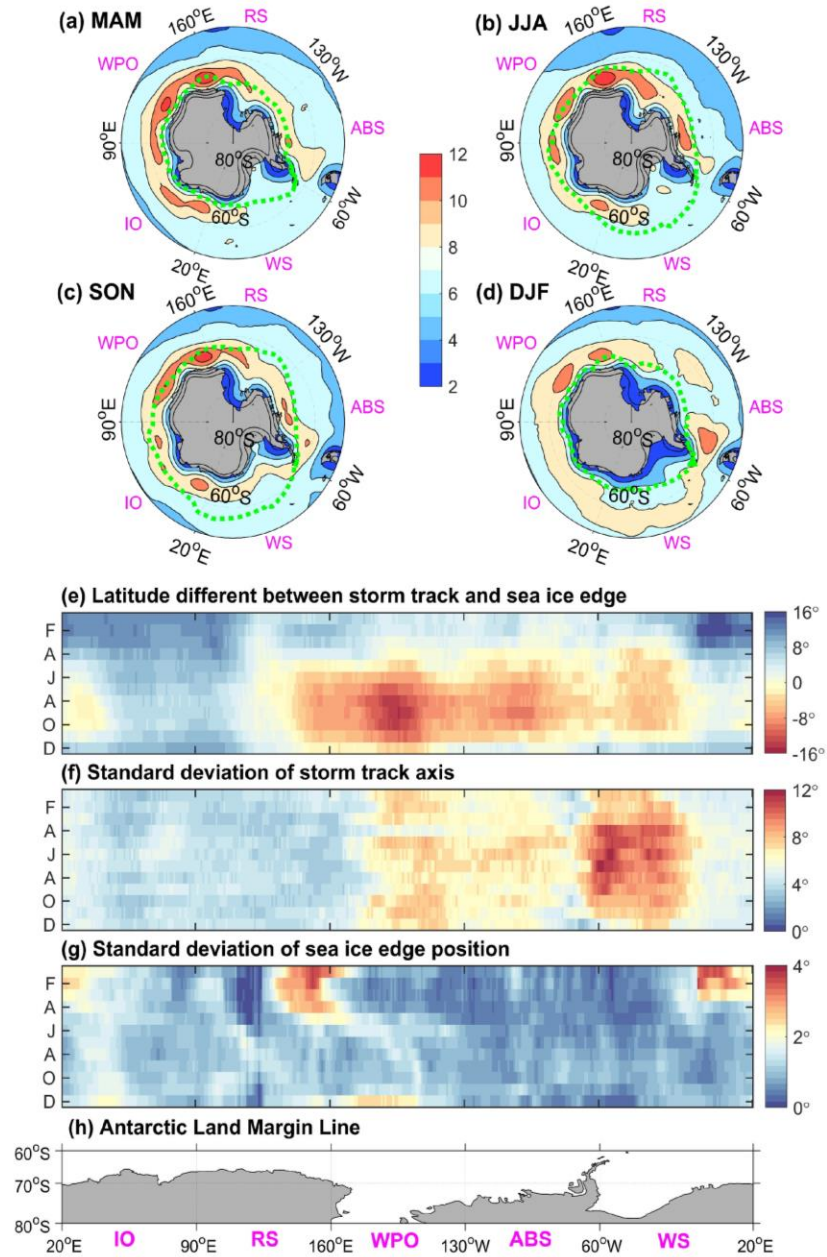 (a) MAM
160°E
RS
130°W
WPO
ABS
90°E
80°S
60°W
IO
60°S
WS
20°E
(b) JJA
160°E
RS
130°W
WPO
ABS
90°E
80°S
60°W
IO
60°S
WS
20°E
12
10
8
6
4
2
(c) SON
160°E
RS
130°W
WPO
ABS
90°E
80°S
60°W
IO
60°S
WS
20°E
(d) DJF
160°E
RS
130°W
WPO
ABS
90°E
80°S
60°W
IO
60°S
WS
20°E
(e) Latitude different between storm track and sea ice edge
F
A
J
A
O
D
16°
8°
0
-8°
-16°
(f) Standard deviation of storm track axis
F
A
J
A
O
D
12°
8°
4°
0°
(g) Standard deviation of sea ice edge position
F
A
J
A
O
D
4°
2°
0°
(h) Antarctic Land Margin Line
60°S
70°S
80°S
20°E IO 90°E RS 160°E WPO 130°W ABS 60°W WS 20°E